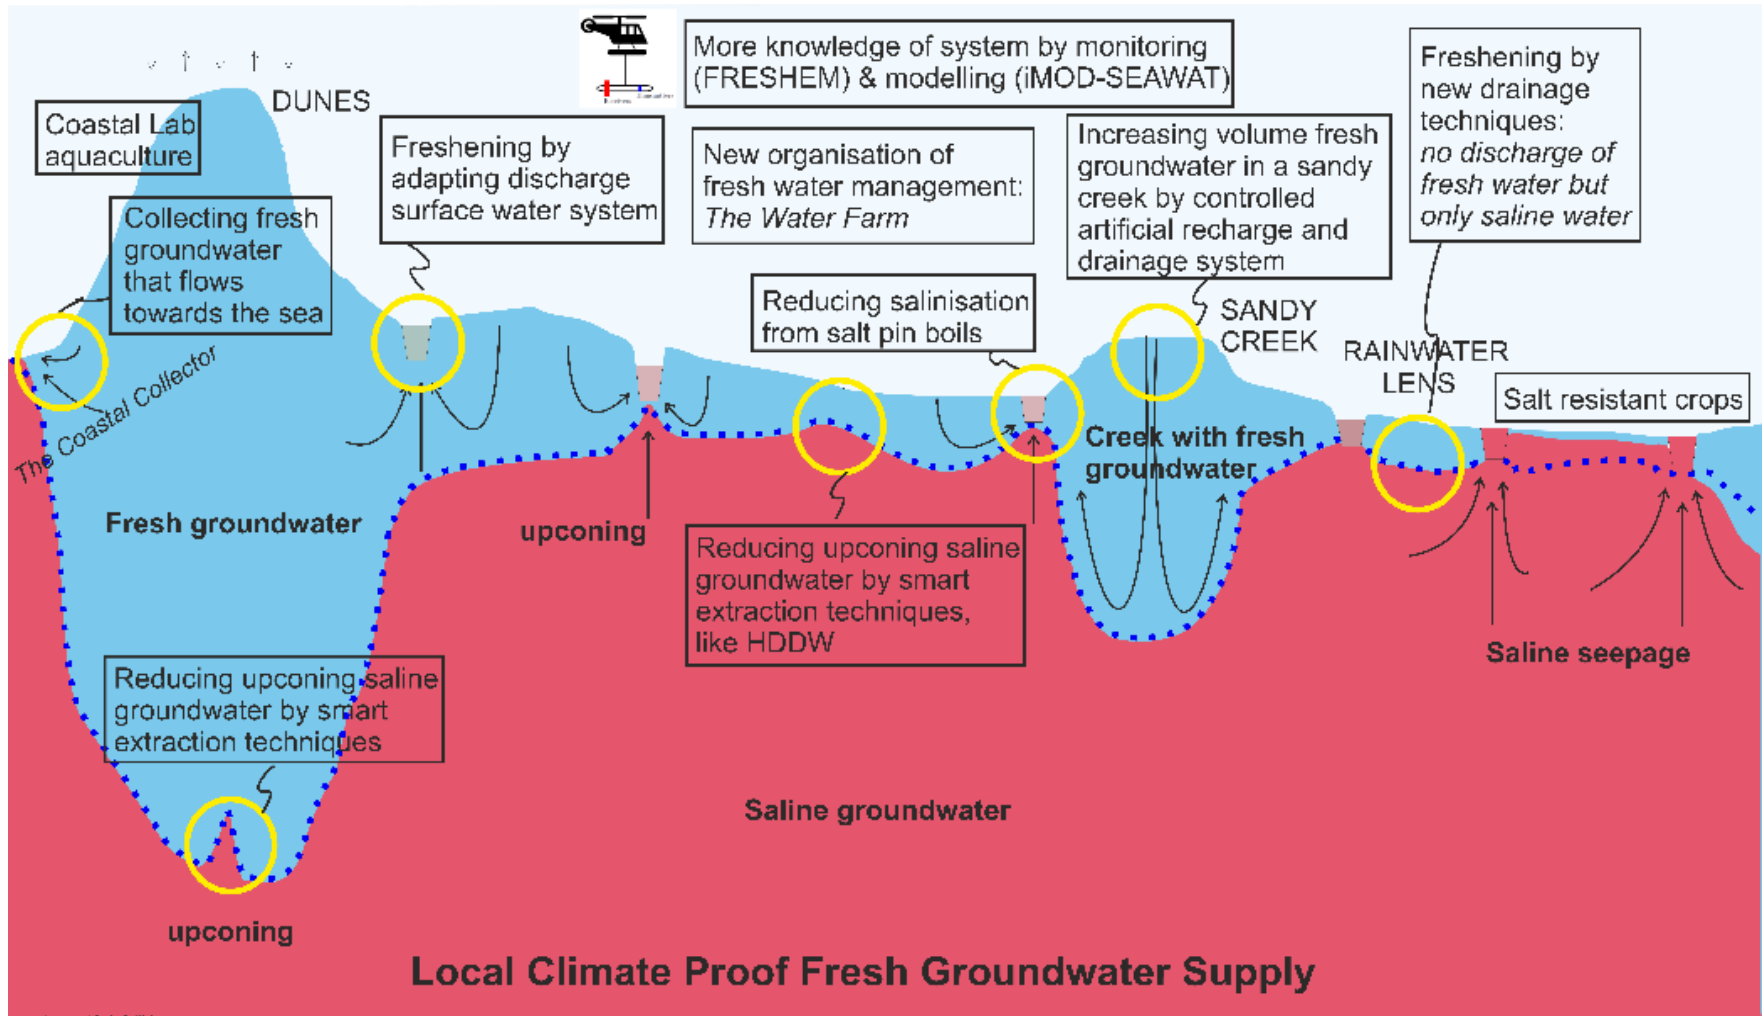 More knowledge of system by monitoring
(FRESHEM) & modelling (iMOD-SEAWAT)
DUNES
Coastal Lab
aquaculture
Collecting fresh
groundwater
that flows
towards the sea
The Coastal Collector
Freshening by
adapting discharge
surface water system
New organisation of
fresh water management:
The Water Farm
Reducing salinisation
from salt pin boils
Increasing volume fresh
groundwater in a sandy
creek by controlled
artificial recharge and
drainage system
SANDY
CREEK
Freshening by
new drainage
techniques:
no discharge of
fresh water but
only saline water
RAINWATER
LENS
Salt resistant crops
Creek with fresh
groundwater
Fresh groundwater
upconing
Reducing upconing saline
groundwater by smart
extraction techniques,
like HDDW
Saline seepage
Reducing upconing saline
groundwater by smart
extraction techniques
Saline groundwater
upconing
Local Climate Proof Fresh Groundwater Supply